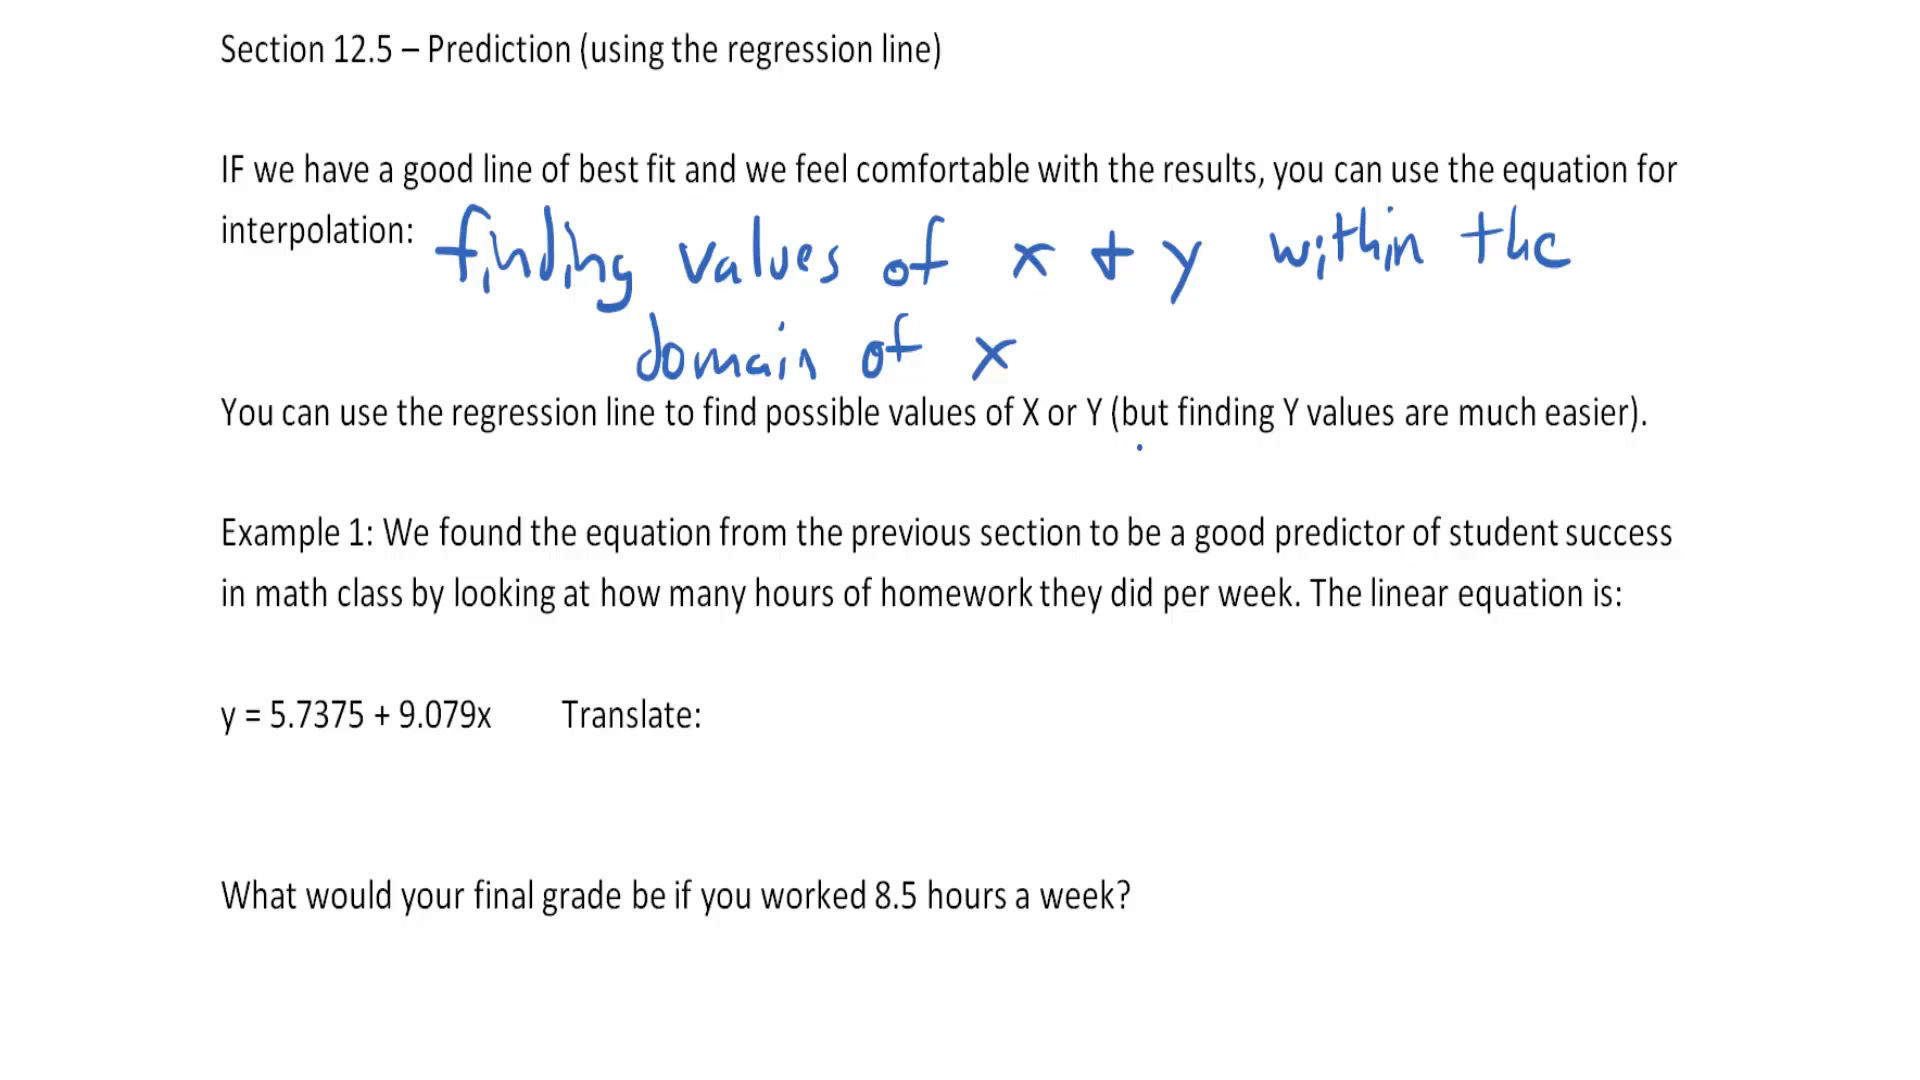 Section 12.5 – Prediction (using the regression line)
IF we have a good line of best fit and we feel comfortable with the results, you can use the equation for
interpolation: finding values of x + y within the
domain of x
You can use the regression line to find possible values of X or Y (but finding Y values are much easier).
Example 1: We found the equation from the previous section to be a good predictor of student success
in math class by looking at how many hours of homework they did per week. The linear equation is:
y = 5.7375 + 9.079x Translate:
What would your final grade be if you worked 8.5 hours a week?